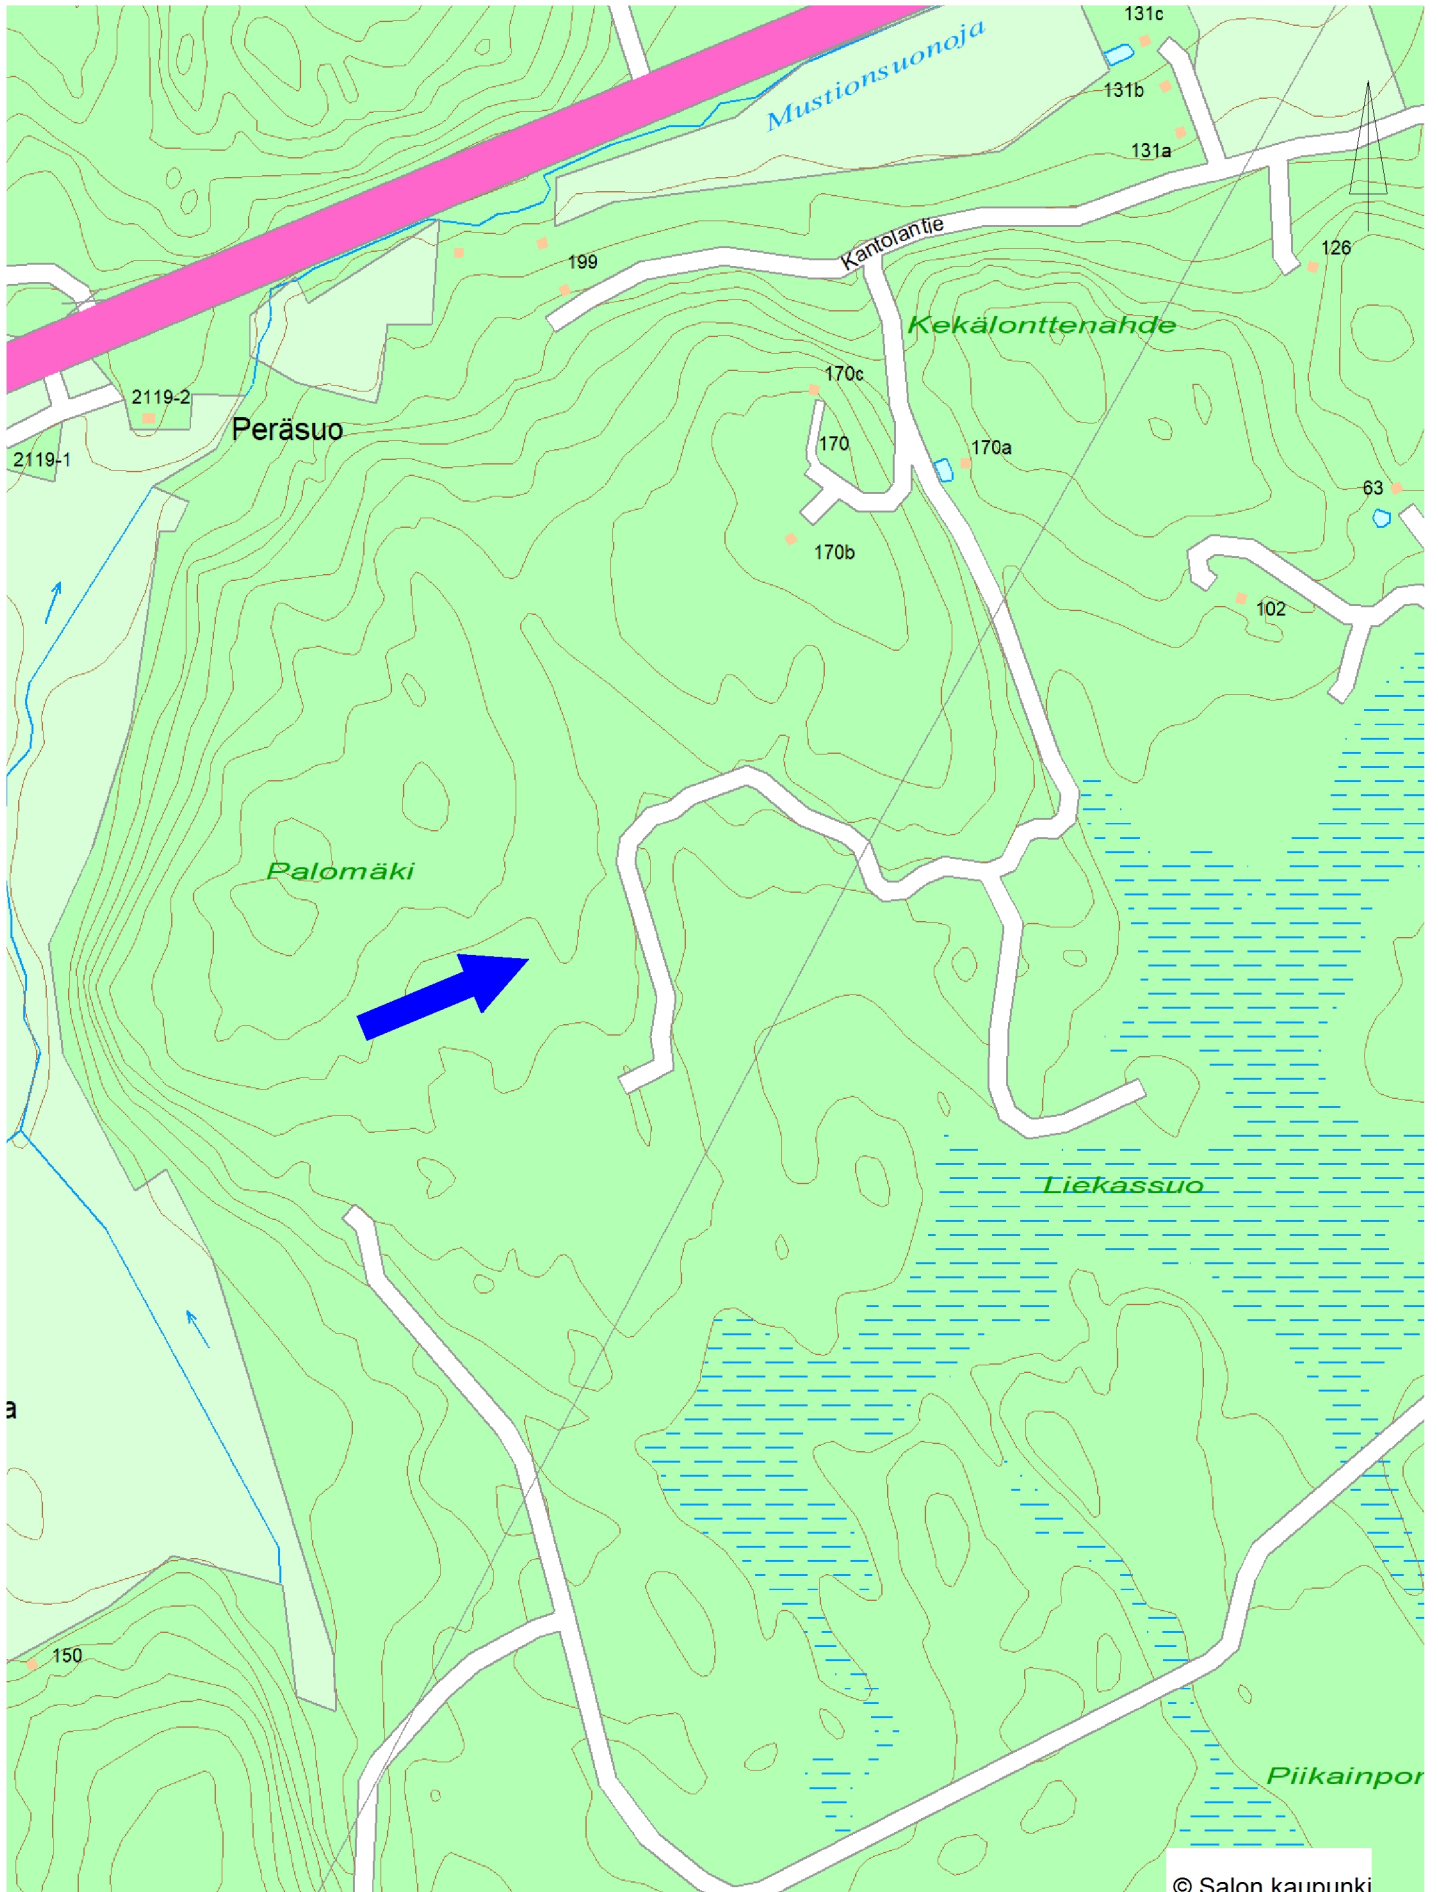 131c
Mustionsuonoja
131b
131a
Kantolantie
199
126
Kekälonttenahde
170c
2119-2
Peräsuo
170
170a
2119-1
63
170b
102
Palomäki
Liekassuo
a
150
Piikainpor
© Salon kaupunki